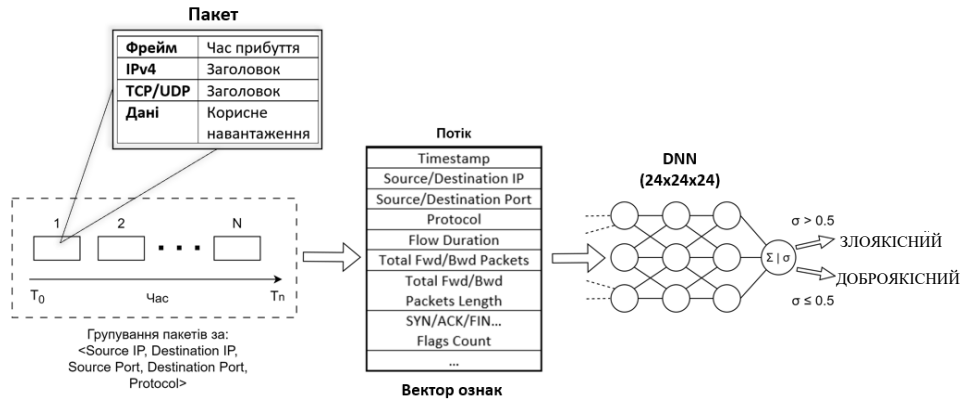 Пакет
Фрейм Час прибуття
IPv4 Заголовок
TCP/UDP Заголовок
Дані Корисне
навантаження
1 2 N
T0 Час Tn
Групування пакетів за:
<Source IP, Destination IP,
Source Port, Destination Port,
Protocol>
Потік
Timestamp
Source/Destination IP
Source/Destination Port
Protocol
Flow Duration
Total Fwd/Bwd Packets
Total Fwd/Bwd
Packets Length
SYN/ACK/FIN...
Flags Count
...
Вектор ознак
DNN
(24x24x24)
Σ | σ
σ > 0.5
ЗЛОЯКІСНИЙ
ДОБРОЯКІСНИЙ
σ ≤ 0.5